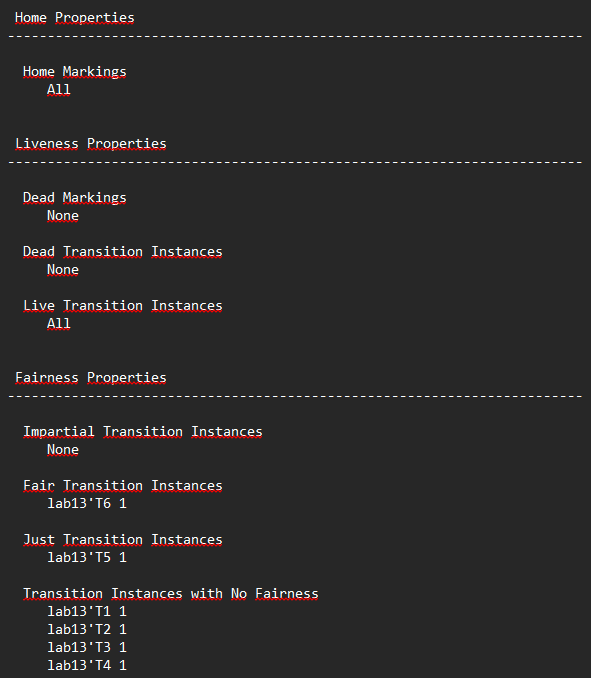 Home Properties
------------------------------------------------------------------------
Home Markings
All
Liveness Properties
------------------------------------------------------------------------
Dead Markings
None
Dead Transition Instances
None
Live Transition Instances
All
Fairness Properties
------------------------------------------------------------------------
Impartial Transition Instances
None
Fair Transition Instances
lab13'T6 1
Just Transition Instances
lab13'T5 1
Transition Instances with No Fairness
lab13'T1 1
lab13'T2 1
lab13'T3 1
lab13'T4 1